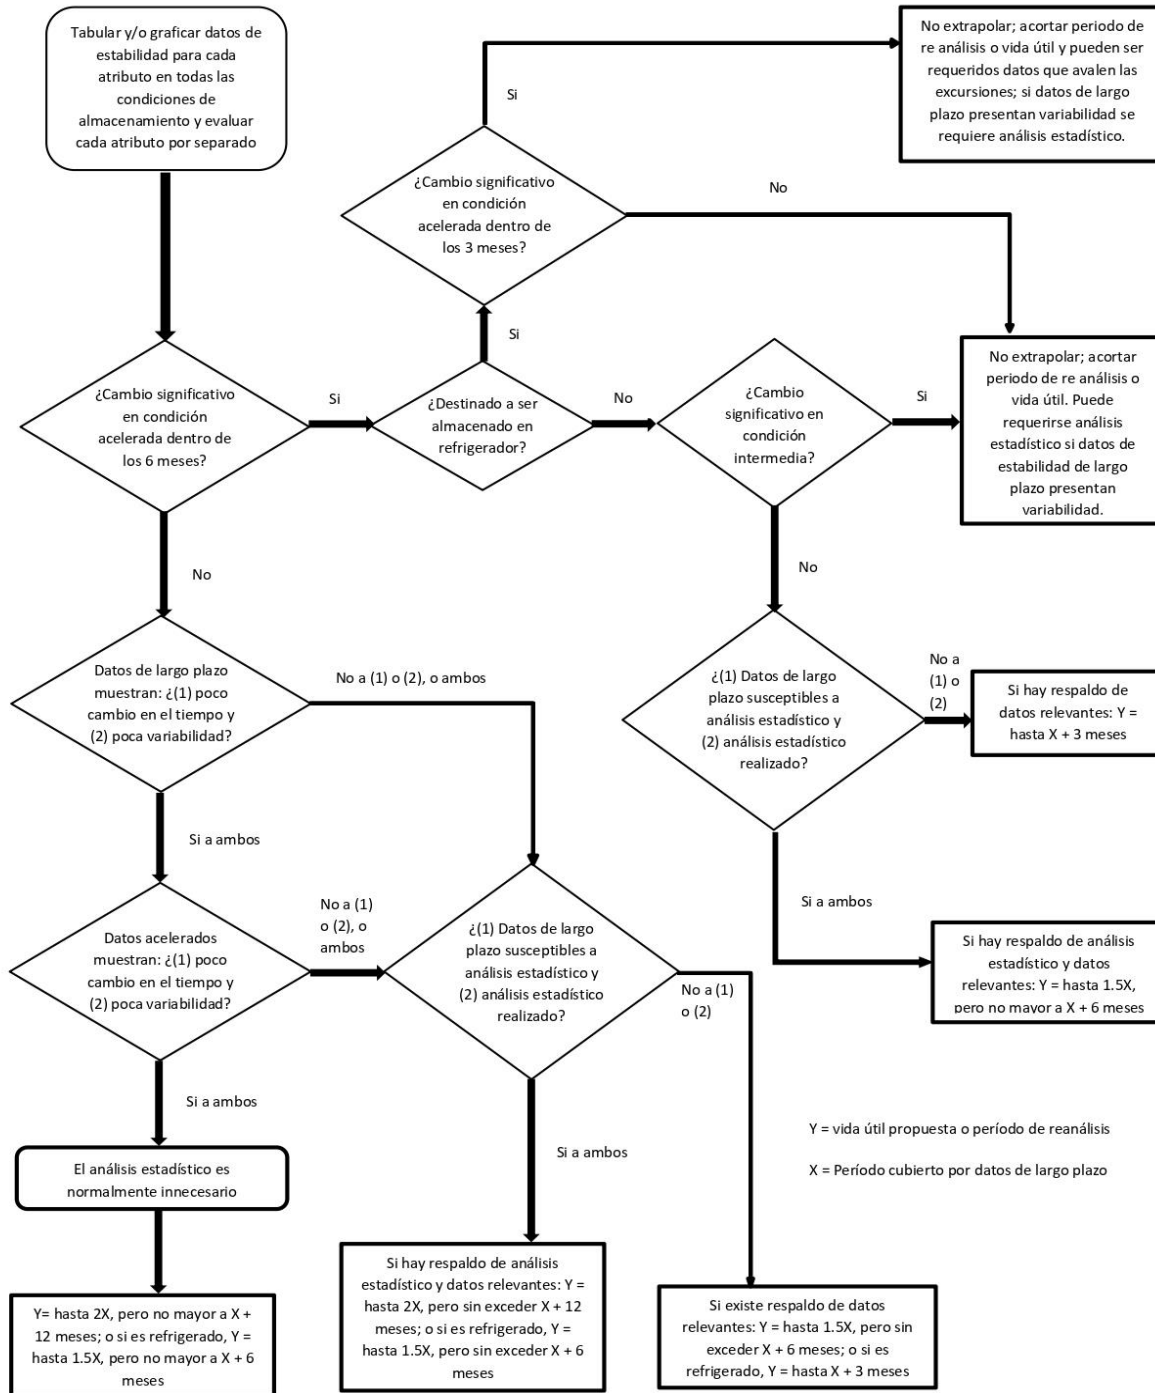 Tabular y/o graficar datos de
estabilidad para cada
atributo en todas las
condiciones de
almacenamiento y evaluar
cada atributo por separado
No extrapolar; acortar periodo de
re análisis o vida útil y pueden ser
requeridos datos que avalen las
excursiones; si datos de largo
plazo presentan variabilidad se
requiere análisis estadístico.
Si
¿Cambio significativo
en condición
acelerada dentro de
los 3 meses?
No
Si
¿Cambio significativo
en condición
acelerada dentro de
los 6 meses?
Si
¿Destinado a ser
almacenado en
refrigerador?
No
¿Cambio
significativo en
condición
intermedia?
Si
No extrapolar; acortar
periodo de re análisis o
vida útil. Puede
requerirse análisis
estadístico si datos de
estabilidad de largo
plazo presentan
variabilidad.
No
No
Datos de largo plazo
muestran: ¿(1) poco
cambio en el tiempo y
(2) poca variabilidad?
No a (1) o (2), o ambos
¿(1) Datos de largo
plazo susceptibles a
análisis estadístico y
(2) análisis estadístico
realizado?
No a
(1) o
(2)
Si hay respaldo de
datos relevantes: Y =
hasta X + 3 meses
Si a ambos
Si a ambos
Datos acelerados
muestran: ¿(1) poco
cambio en el tiempo y
(2) poca variabilidad?
No a (1)
o (2), o
ambos
¿(1) Datos de largo
plazo susceptibles a
análisis estadístico y
(2) análisis estadístico
realizado?
No a (1)
o (2)
Si hay respaldo de análisis
estadístico y datos
relevantes: Y = hasta 1.5X,
pero no mayor a X + 6 meses
Si a ambos
Si a ambos
Y = vida útil propuesta o período de reanálisis
X = Período cubierto por datos de largo plazo
El análisis estadístico es
normalmente innecesario
Y= hasta 2X, pero no mayor a X +
12 meses; o si es refrigerado, Y =
hasta 1.5X, pero no mayor a X + 6
meses
Si hay respaldo de análisis
estadístico y datos relevantes: Y =
hasta 2X, pero sin exceder X + 12
meses; o si es refrigerado, Y =
hasta 1.5X, pero sin exceder X + 6
meses
Si existe respaldo de datos
relevantes: Y = hasta 1.5X, pero sin
exceder X + 6 meses; o si es
refrigerado, Y = hasta X + 3 meses